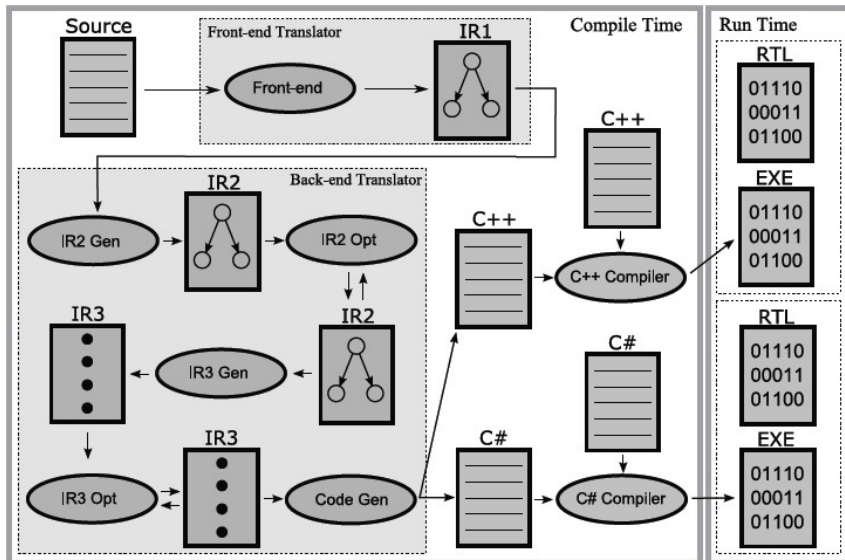 Source
Front-end Translator
IR1
Compile Time
Run Time
Front-end
RTL
01110
00011
01100
C++
EXE
01110
00011
01100
IR2
Back-end Translator
IR2 Gen
IR2 Opt
C++
C++ Compiler
IR3
IR2
IR3 Gen
C#
RTL
01110
00011
01100
IR3
C#
EXE
01110
00011
01100
IR3 Opt
Code Gen
C# Compiler